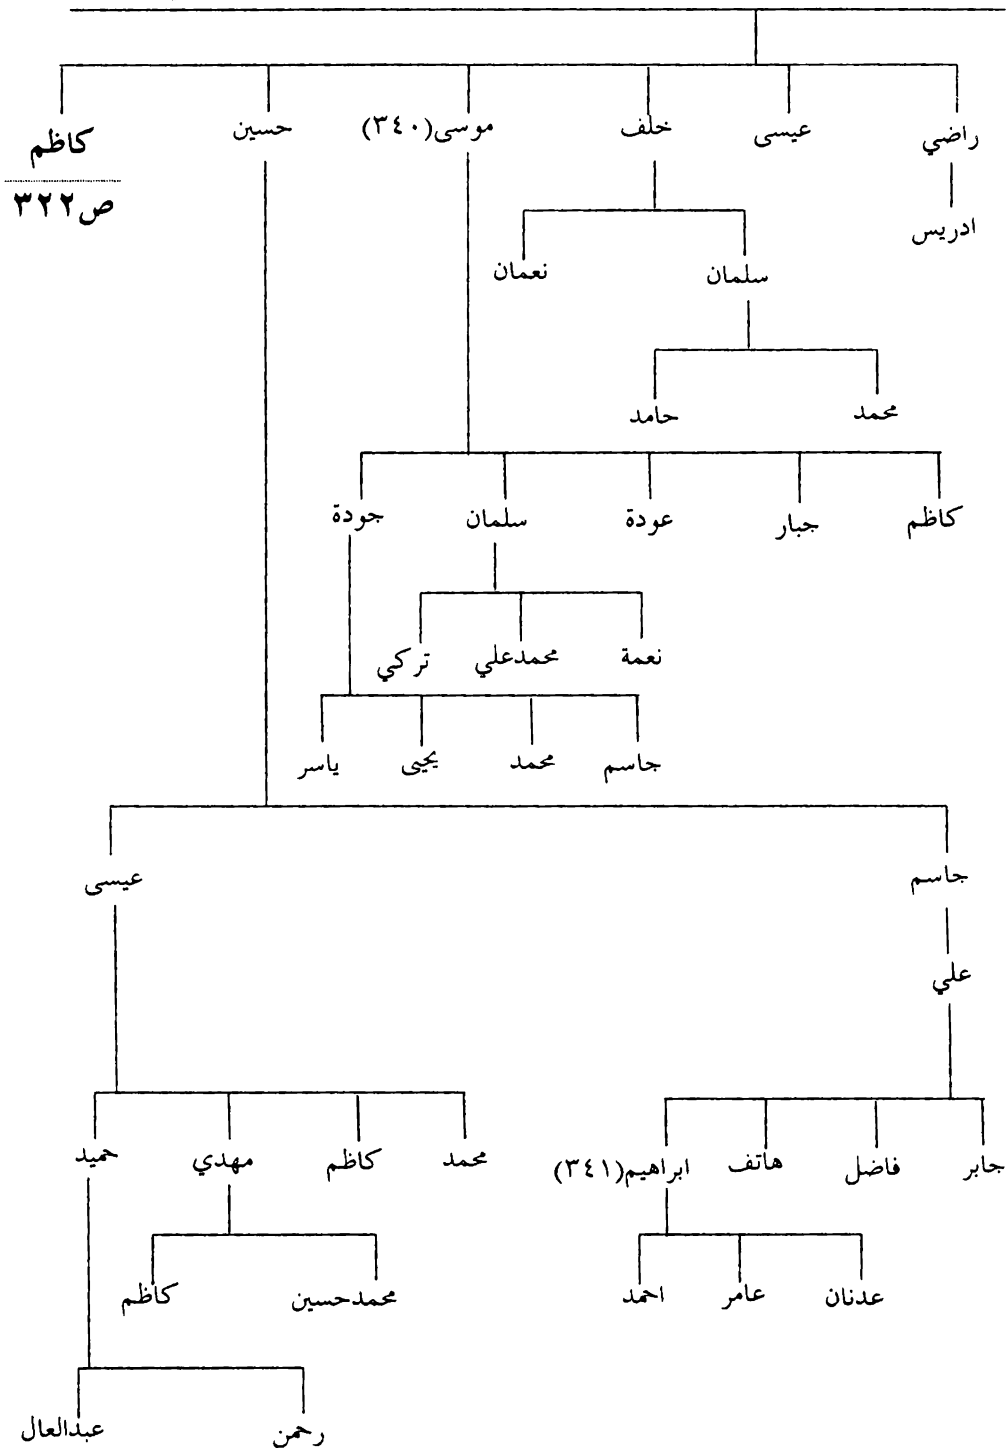 راضي عيسى خلف موسى(٣٤٠) حسين كاظم
ص٣٢٢
ادريس
سلمان نعمان
محمد حامد
كاظم جبار عودة سلمان جودة
نعمة محمدعلي تركي
جاسم محمد يحيى ياسر
جاسم عيسى
علي
جابر فاضل هاتف ابراهيم(٣٤١) محمد كاظم مهدي حميد
عدنان عامر احمد محمدحسين كاظم
رحمن عبدالعال